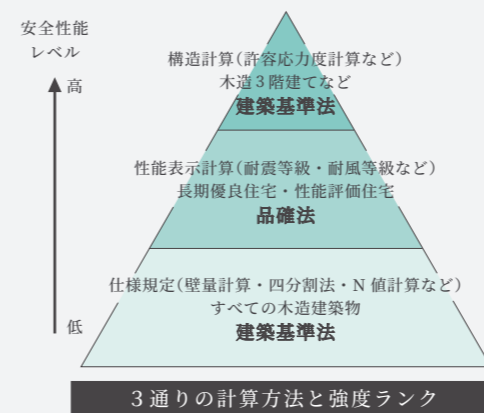 安全性能
レベル
高
構造計算（許容応力度計算など）
木造３階建てなど
建築基準法
性能表示計算（耐震等級・耐風等級など）
長期優良住宅・性能評価住宅
品確法
仕様規定（壁量計算・四分割法・N 値計算など）
すべての木造建築物
建築基準法
低
３通りの計算方法と強度ランク